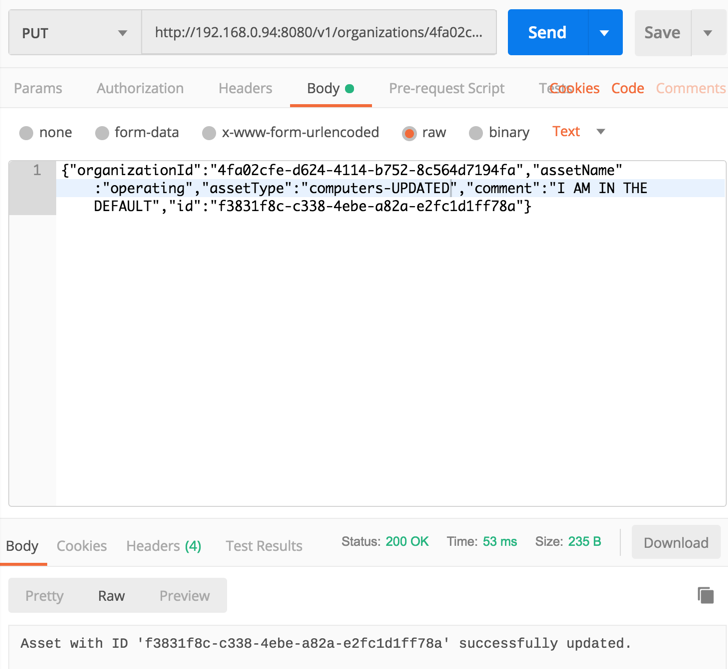 PUT http://192.168.0.94:8080/v1/organizations/4fa02c... Send Save
Params Authorization Headers Body Pre-request Script Tests Cookies Code Comments
none form-data x-www-form-urlencoded raw binary Text
1 {"organizationId":"4fa02cfe-d624-4114-b752-8c564d7194fa","assetName"
:"operating","assetType":"computers-UPDATED","comment":"I AM IN THE
DEFAULT","id":"f3831f8c-c338-4ebe-a82a-e2fc1d1ff78a"}
Body Cookies Headers (4) Test Results Status: 200 OK Time: 53 ms Size: 235 B Download
Pretty Raw Preview
Asset with ID 'f3831f8c-c338-4ebe-a82a-e2fc1d1ff78a' successfully updated.